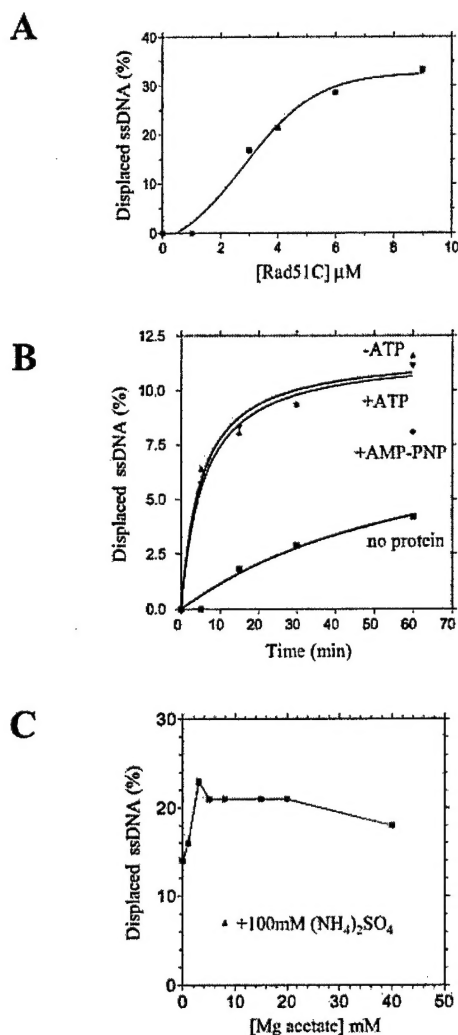 A
Displaced ssDNA (%)
40
30
20
10
0
0 2 4 6 8 10
[Rad51C] µM
B
Displaced ssDNA (%)
12.5
10.0
7.5
5.0
2.5
0.0
-ATP
+ATP
+AMP-PNP
no protein
0 10 20 30 40 50 60 70
Time (min)
C
Displaced ssDNA (%)
30
20
10
0
+100mM (NH₄)₂SO₄
0 10 20 30 40 50
[Mg acetate] mM